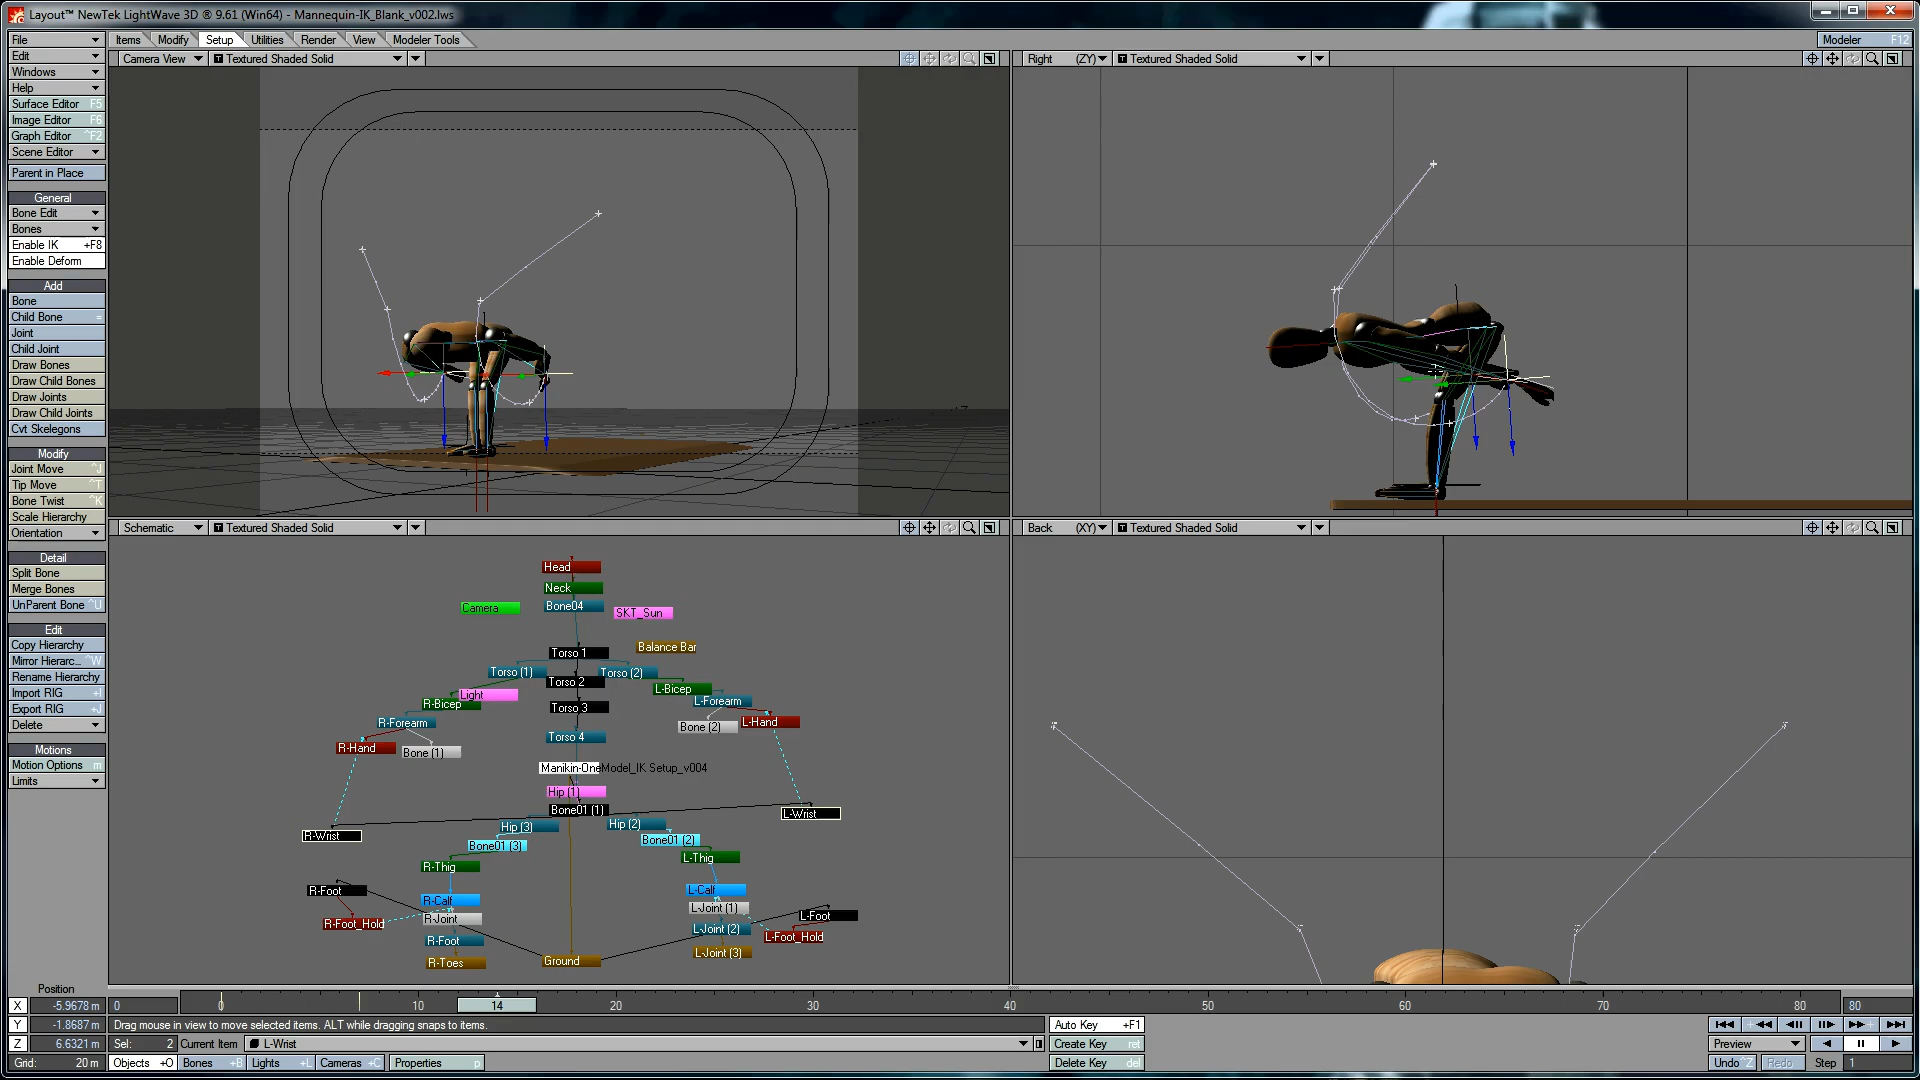 Layout™ NewTek LightWave 3D ® 9.61 (Win64) - Mannequin-IK_Blank_v002.lws
File
Items Modify Setup Utilities Render View Modeler Tools
Modeler F12
Edit
Windows
Help
Surface Editor F5
Image Editor F6
Graph Editor ^F2
Scene Editor
Parent in Place
General
Bone Edit
Bones
Enable IK +F8
Enable Deform
Add
Bone
Child Bone =
Joint
Child Joint
Draw Bones
Draw Child Bones
Draw Joints
Draw Child Joints
Cvt Skelegons
Modify
Joint Move ^J
Tip Move ^T
Bone Twist ^K
Scale Hierarchy
Orientation
Detail
Split Bone
Merge Bones
UnParent Bone ^U
Edit
Copy Hierarchy
Mirror Hierarc... ^W
Rename Hierarchy
Import RIG +I
Export RIG +J
Delete
Motions
Motion Options m
Limits
Camera View T Textured Shaded Solid
Right (ZY) T Textured Shaded Solid
Schematic T Textured Shaded Solid
Back (XY) T Textured Shaded Solid
Head
Neck
Camera
Bone04
SKT_Sun
Balance Bar
Torso 1
Torso (1)
Torso (2)
Torso 2
Light
L-Bicep
R-Bicep
L-Forearm
Torso 3
R-Forearm
Bone (2)
L-Hand
Torso 4
R-Hand
Bone (1)
Manikin-OneModel_IK Setup_v004
Hip (1)
Bone01 (1)
L-Wrist
Hip (3)
Hip (2)
R-Wrist
Bone01 (3)
Bone01 (2)
R-Thig
L-Thig
R-Foot
L-Calf
R-Calf
L-Joint (1)
R-Foot_Hold
R-Joint
L-Foot
L-Joint (2)
R-Foot
L-Foot_Hold
L-Joint (3)
R-Toes
Ground
Position
X -5.9678 m 0 0 10 14 20 30 40 50 60 70 80 80
Y -1.8687 m Drag mouse in view to move selected items. ALT while dragging snaps to items.
Auto Key +F1
Z 6.6321 m Sel: 2 Current Item L-Wrist
Create Key ret
Preview
Grid: 20 m Objects +O Bones +B Lights +L Cameras +C Properties p
Delete Key del
Undo ^Z Redo Step 1